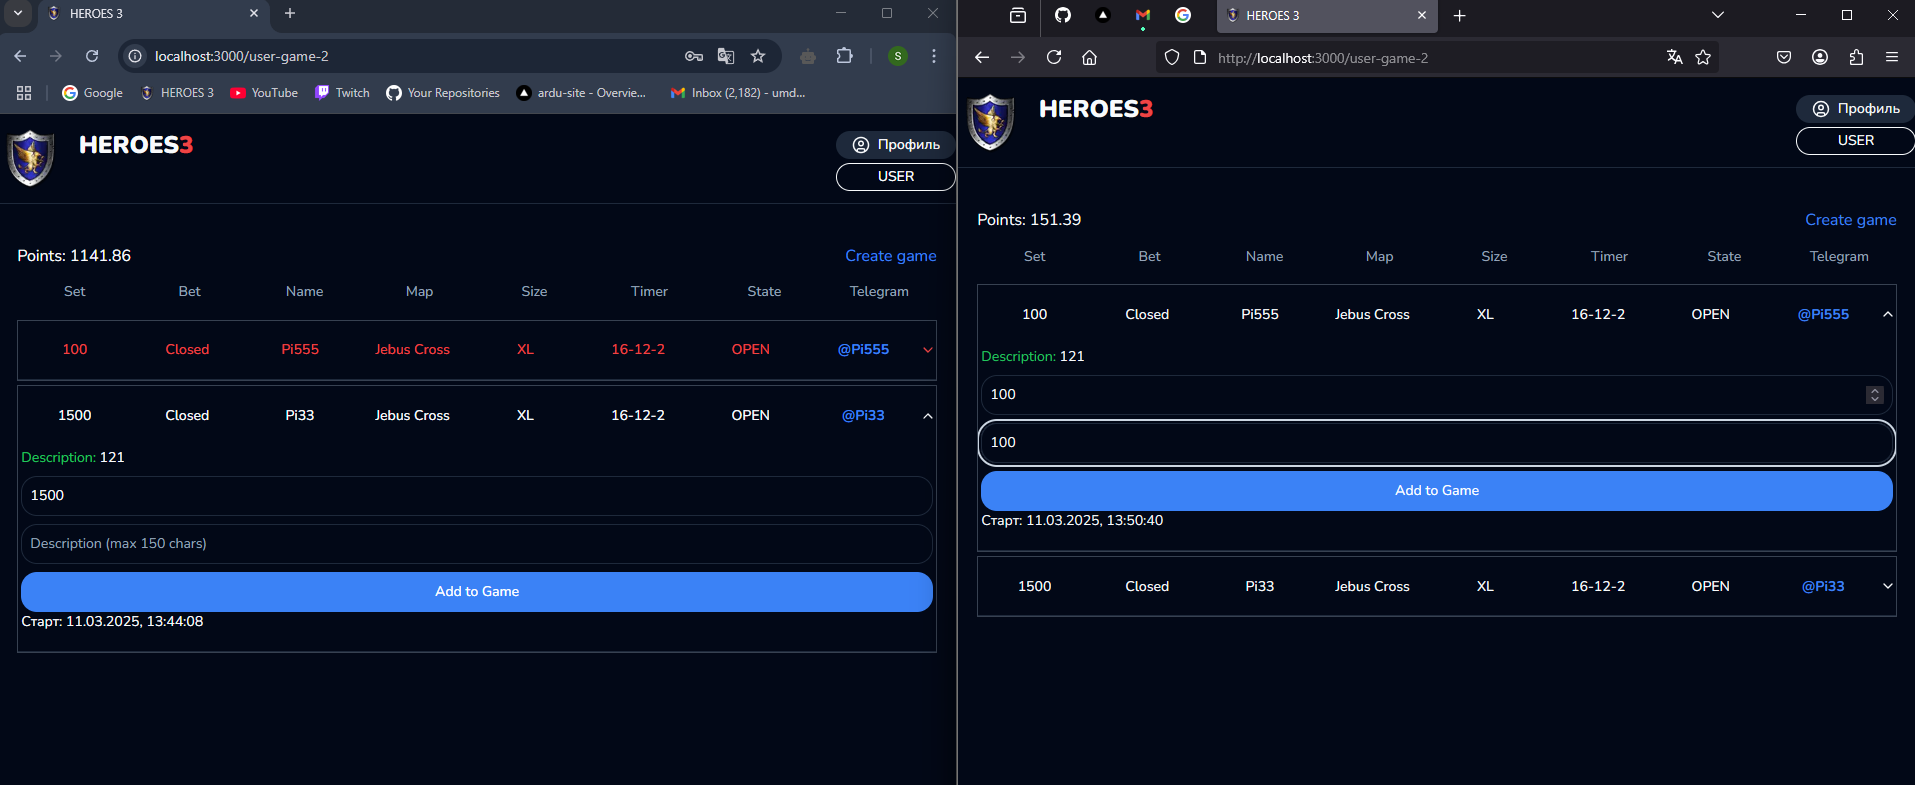 HEROES 3
localhost:3000/user-game-2
S
Google
HEROES 3
YouTube
Twitch
Your Repositories
ardu-site - Overvie...
Inbox (2,182) - umd...
HEROES3
Профиль
USER
Points: 1141.86
Create game
Set Bet Name Map Size Timer State Telegram
100 Closed Pi555 Jebus Cross XL 16-12-2 OPEN @Pi555
1500 Closed Pi33 Jebus Cross XL 16-12-2 OPEN @Pi33
Description: 121
1500
Description (max 150 chars)
Add to Game
Старт: 11.03.2025, 13:44:08
HEROES 3
http://localhost:3000/user-game-2
HEROES3
Профиль
USER
Points: 151.39
Create game
Set Bet Name Map Size Timer State Telegram
100 Closed Pi555 Jebus Cross XL 16-12-2 OPEN @Pi555
Description: 121
100
100
Add to Game
Старт: 11.03.2025, 13:50:40
1500 Closed Pi33 Jebus Cross XL 16-12-2 OPEN @Pi33